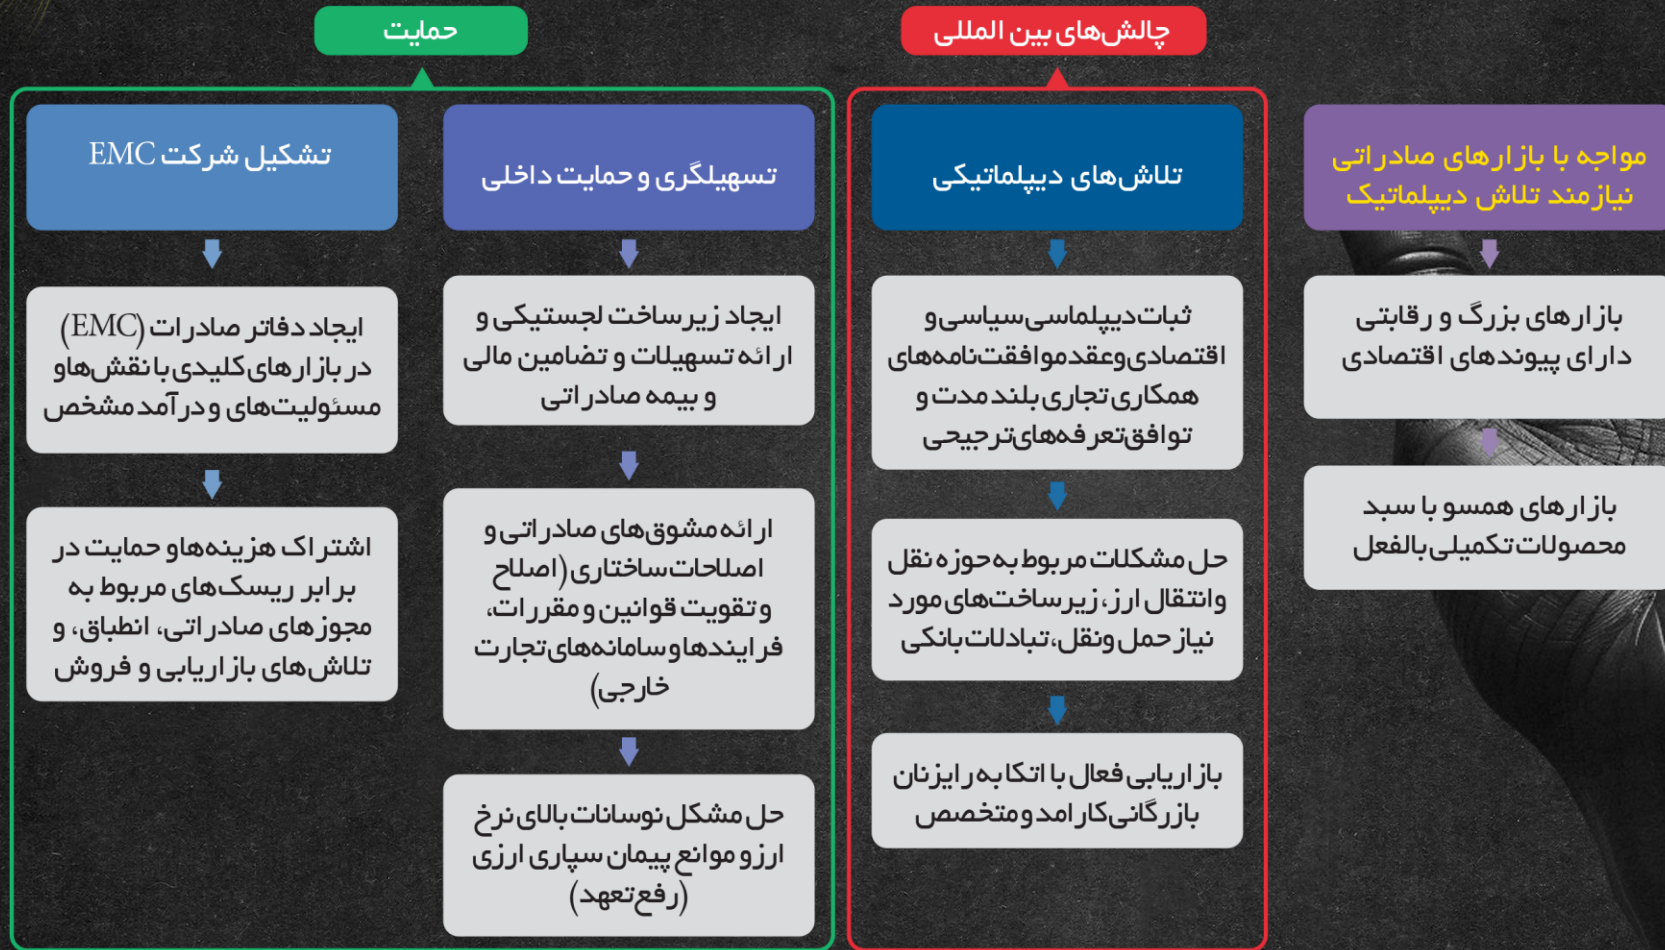 چالش‌های بین المللی
حمایت
مواجه با بازارهای صادراتی
نیازمند تلاش دیپلماتیک
بازارهای بزرگ و رقابتی
دارای پیوندهای اقتصادی
بازارهای همسو با سبد
محصولات تکمیلی بالفعل
تلاش‌های دیپلماتیکی
ثبات دیپلماسی سیاسی و
اقتصادی و عقد موافقت‌نامه‌های
همکاری تجاری بلند مدت و
توافق تعرفه‌های ترجیحی
حل مشکلات مربوط به حوزه نقل
و انتقال ارز، زیرساخت‌های مورد
نیاز حمل و نقل، تبادلات بانکی
بازاریابی فعال با اتکا به رایزنان
بازرگانی کارامد و متخصص
تسهیلگری و حمایت داخلی
ایجاد زیرساخت لجستیکی و
ارائه تسهیلات و تضامین مالی
و بیمه صادراتی
ارائه مشوق‌های صادراتی و
اصلاحات ساختاری (اصلاح
و تقویت قوانین و مقررات،
فرایندها و سامانه‌های تجارت
خارجی)
حل مشکل نوسانات بالای نرخ
ارز و موانع پیمان سپاری ارزی
(رفع تعهد)
تشکیل شرکت EMC
ایجاد دفاتر صادرات (EMC)
در بازارهای کلیدی با نقش‌ها و
مسئولیت‌های و درآمد مشخص
اشتراک هزینه‌ها و حمایت در
برابر ریسک‌های مربوط به
مجوزهای صادراتی، انطباق، و
تلاش‌های بازاریابی و فروش